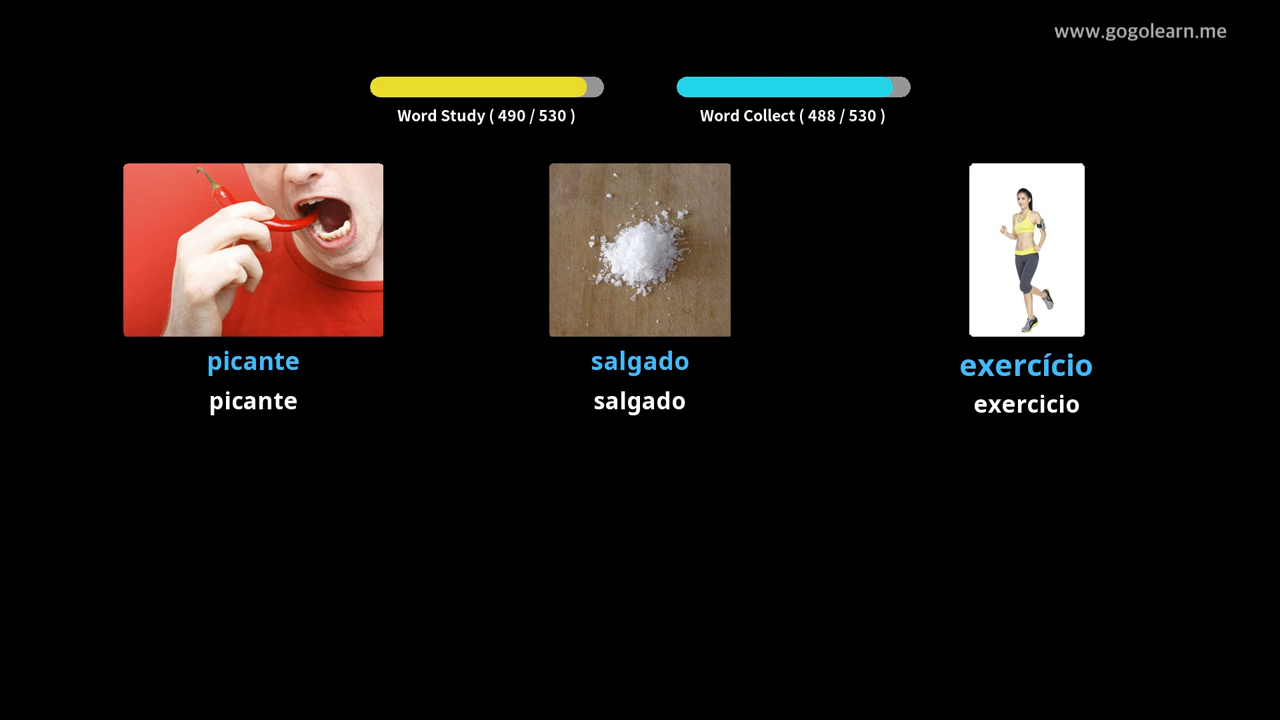 www.gogolearn.me
Word Study ( 490 / 530 )
Word Collect ( 488 / 530 )
picante
picante
salgado
salgado
exercício
exercicio